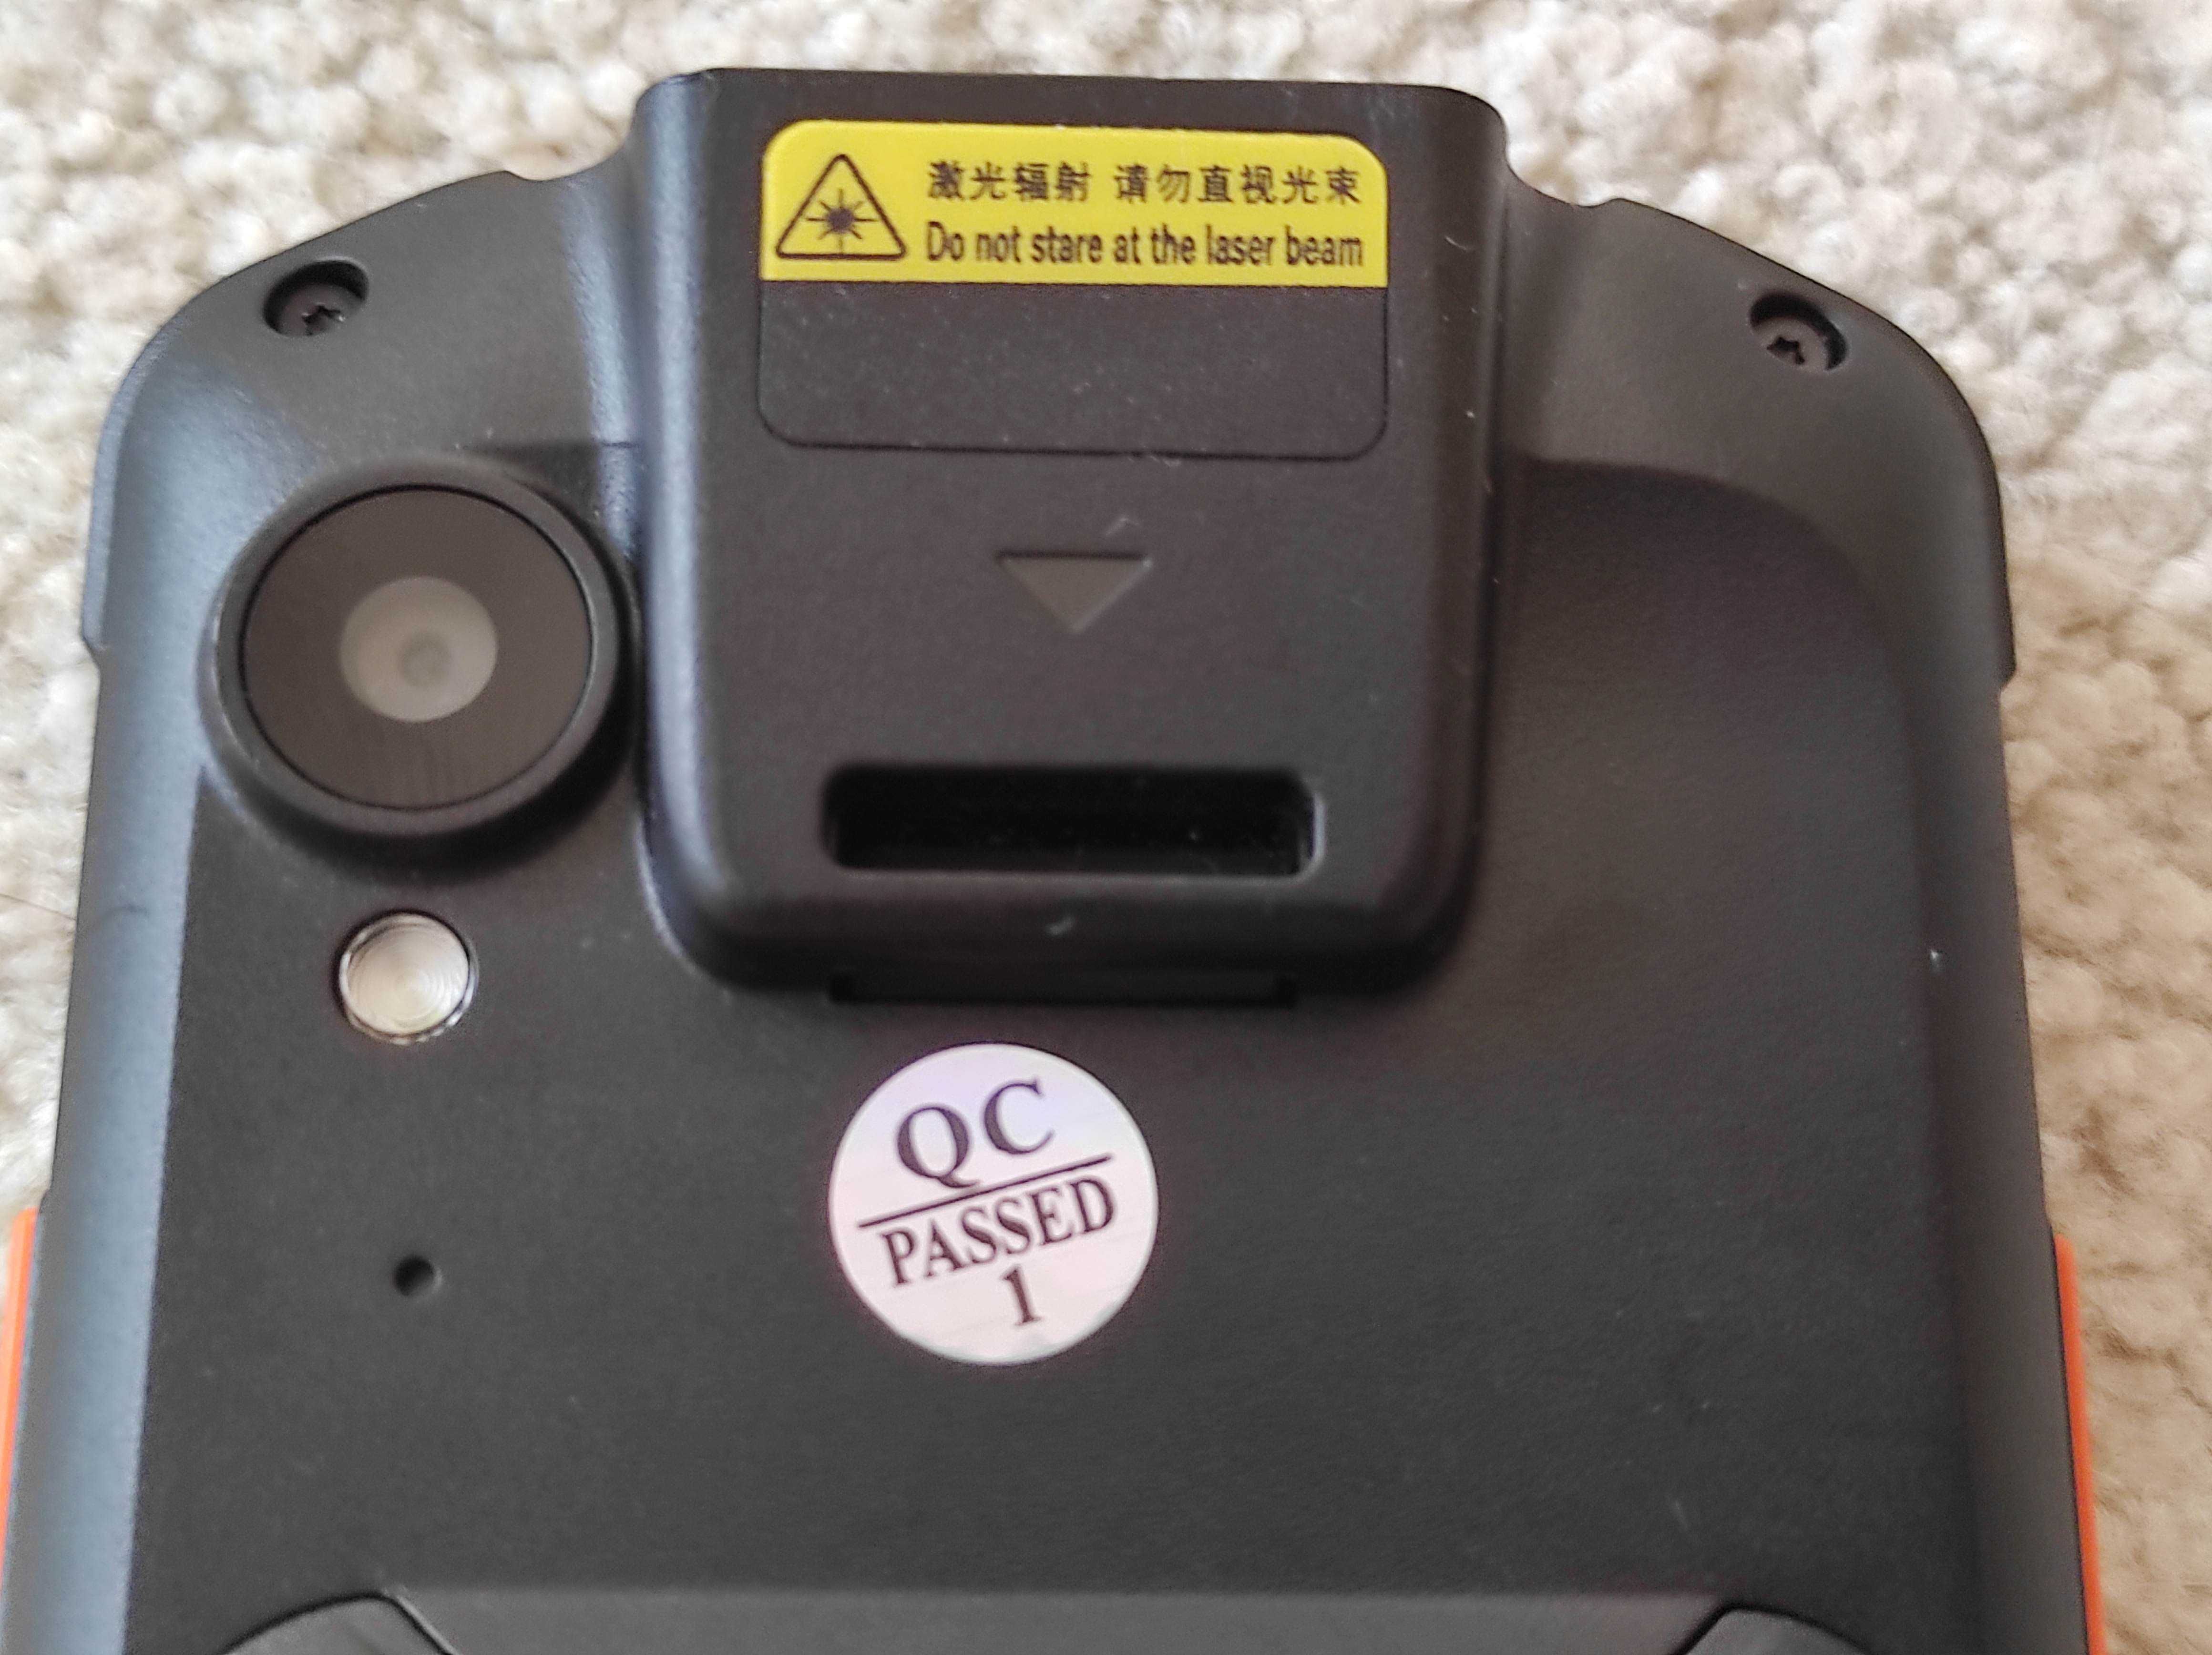 激光辐射 请勿直视光束
Do not stare at the laser beam
QC
PASSED
1